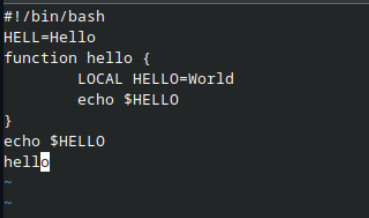 #!/bin/bash
HELL=Hello
function hello {
        LOCAL HELLO=World
        echo $HELLO
}
echo $HELLO
hello
~
~